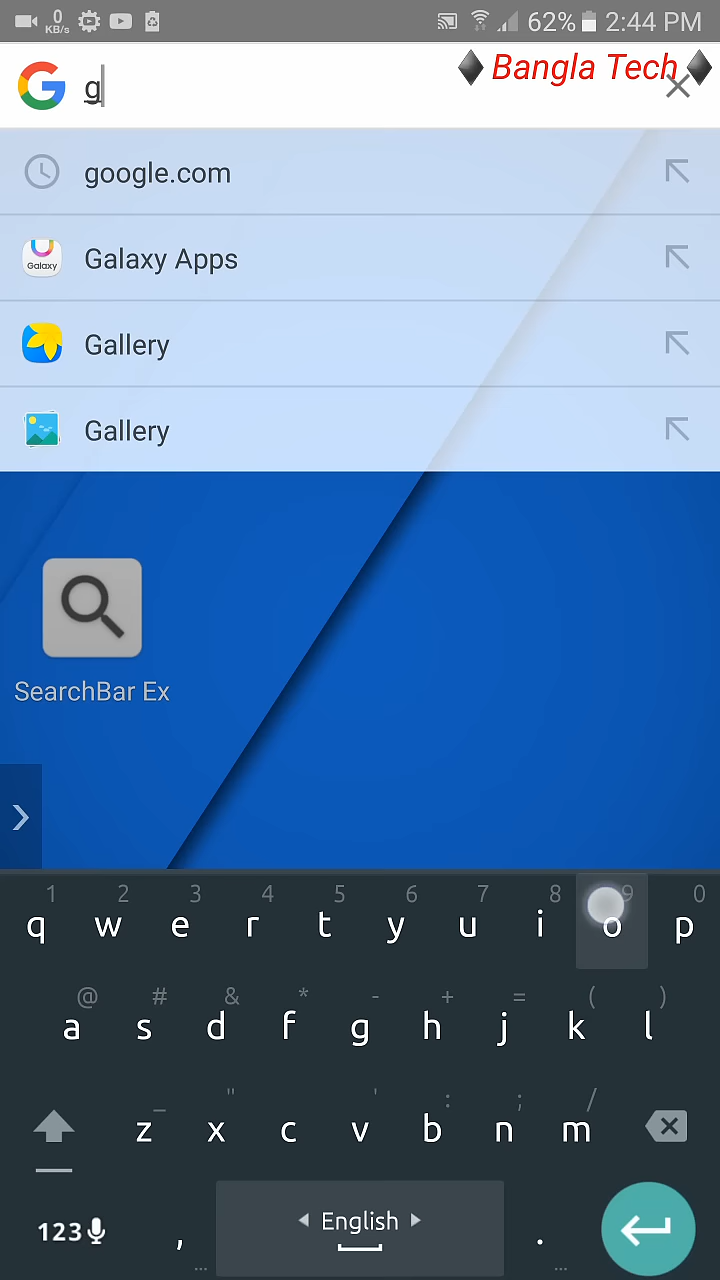 0 KB/s 62% 2:44 PM
Bangla Tech
g
google.com
Galaxy Galaxy Apps
Gallery
Gallery
SearchBar Ex
1 2 3 4 5 6 7 8 9 0
q w e r t y u i o p
@ # & * - + = ( )
a s d f g h j k l
_ " ' : ; /
z x c v b n m
123 , English .
... ...